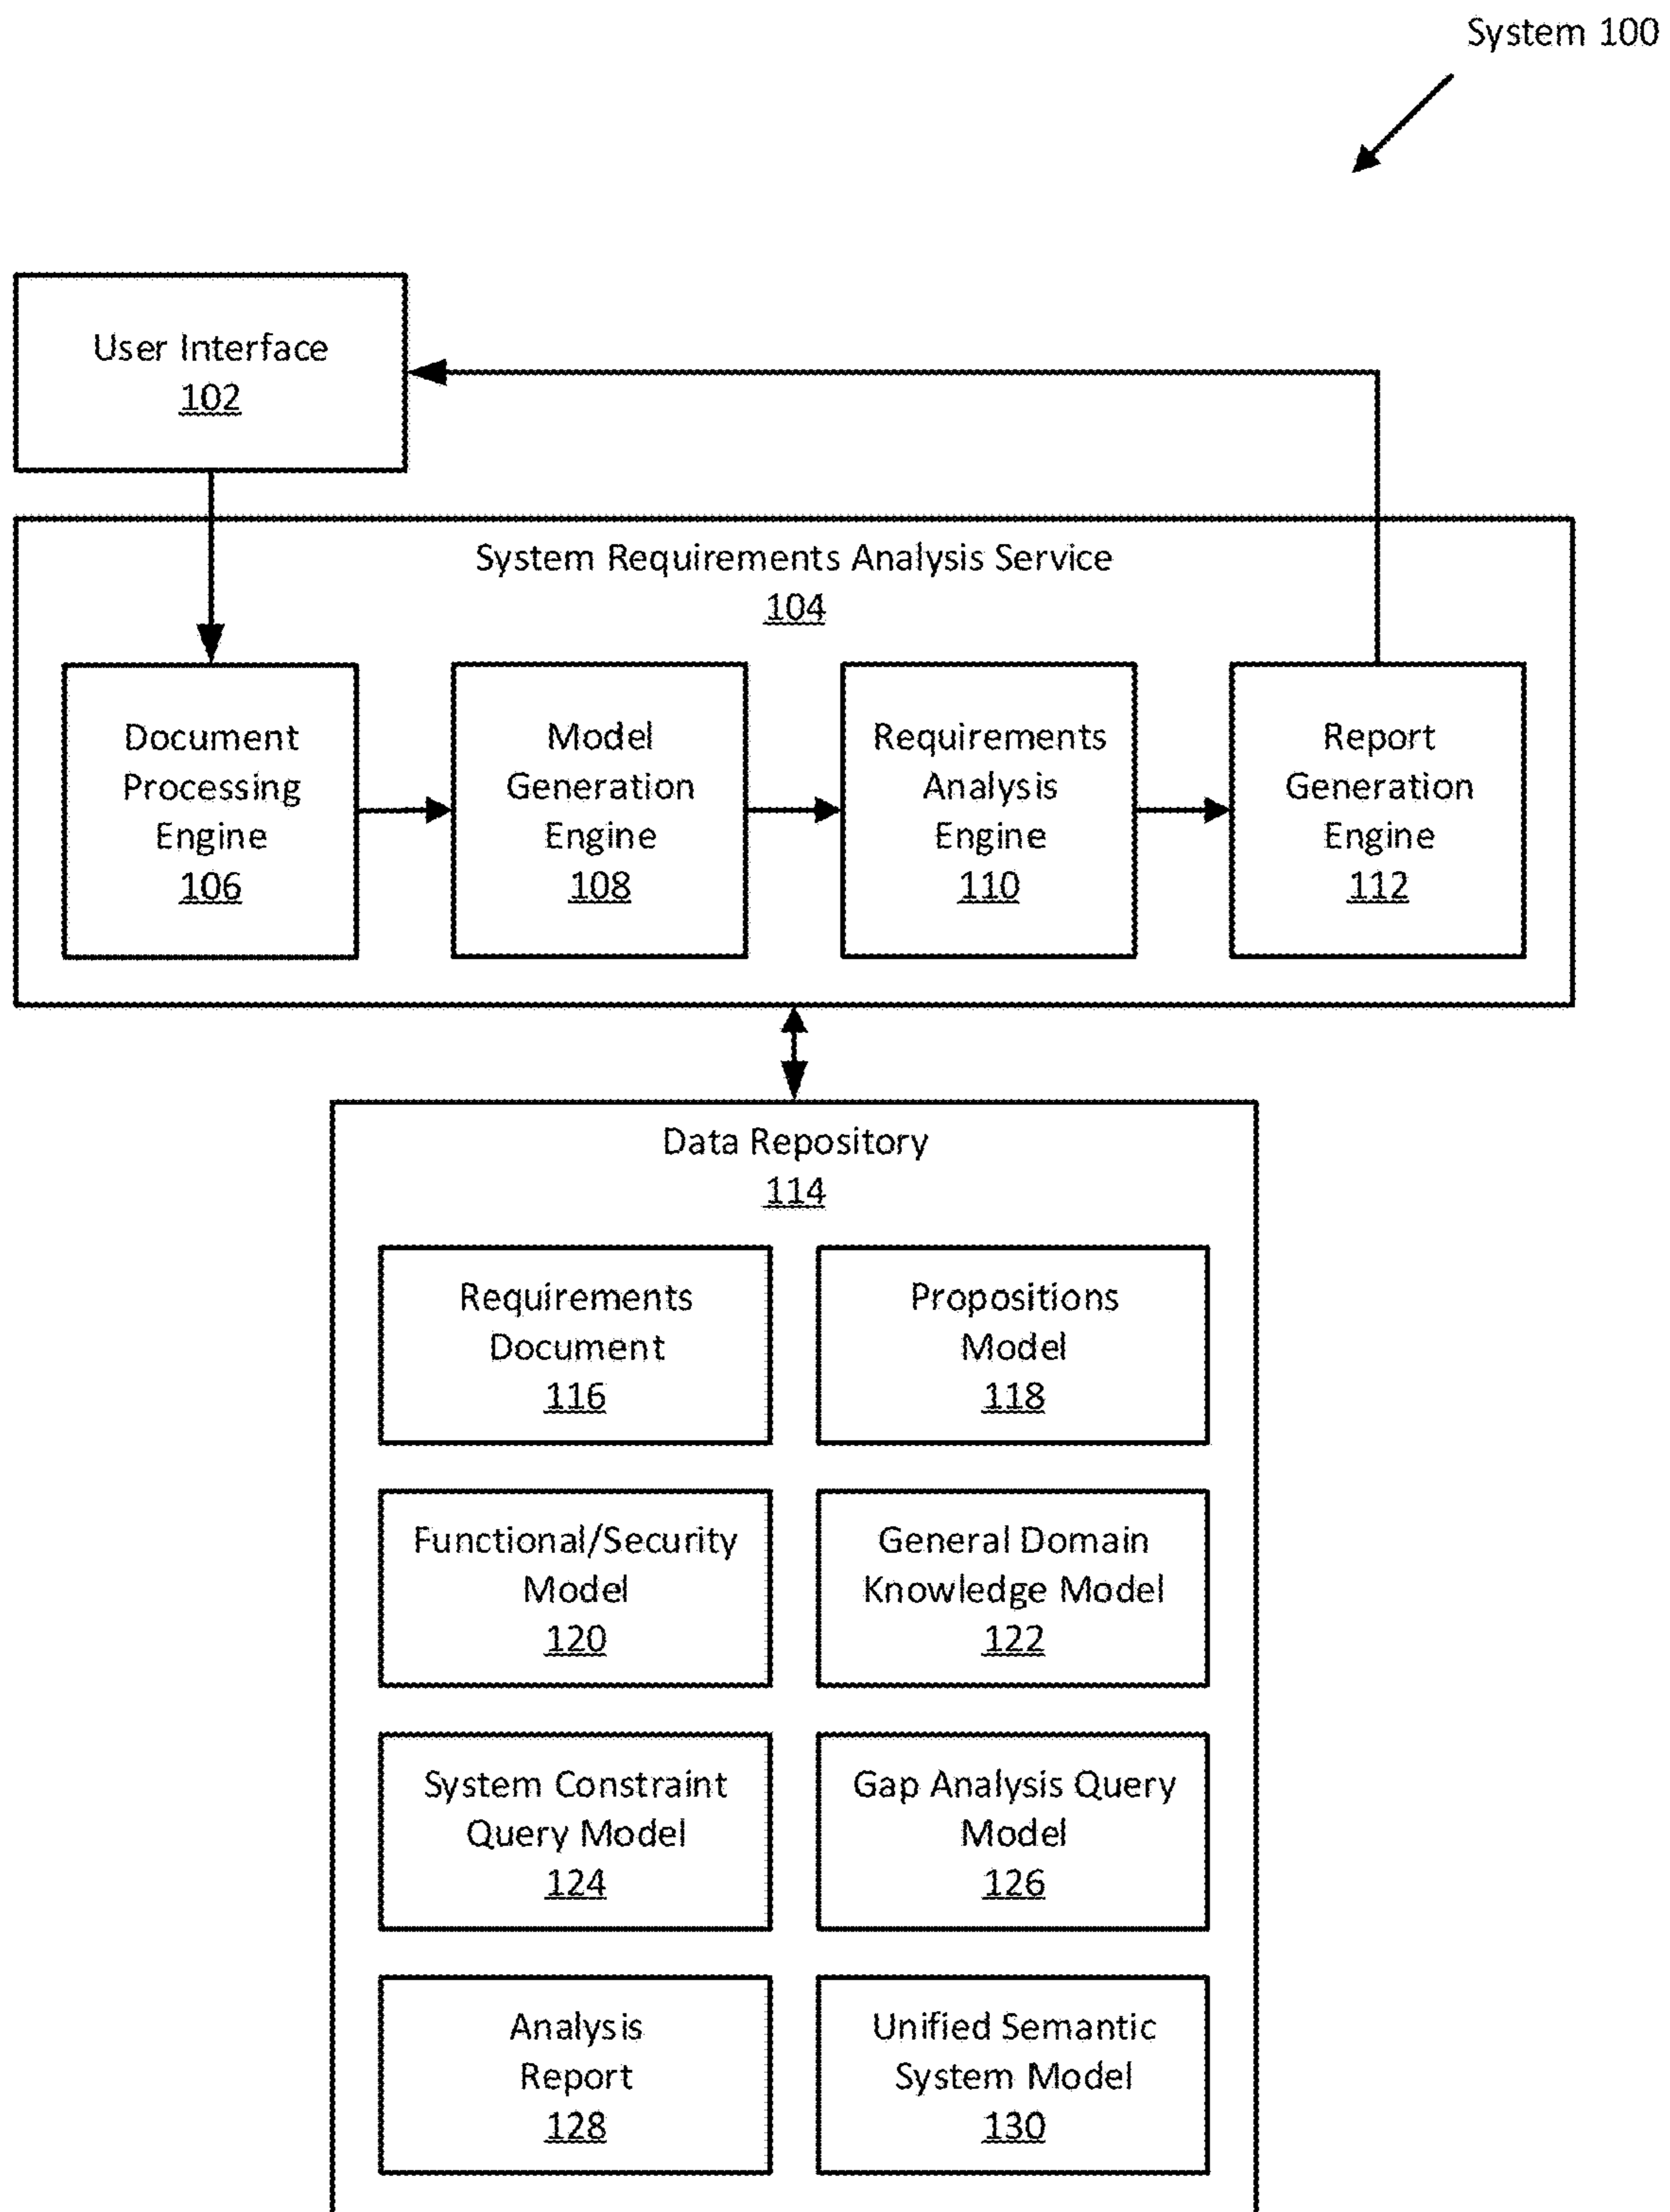 System 100
User Interface
102
System Requirements Analysis Service
104
Document
Processing
Engine
106
Model
Generation
Engine
108
Requirements
Analysis
Engine
110
Report
Generation
Engine
112
Data Repository
114
Requirements
Document
116
Propositions
Model
118
Functional/Security
Model
120
General Domain
Knowledge Model
122
System Constraint
Query Model
124
Gap Analysis Query
Model
126
Analysis
Report
128
Unified Semantic
System Model
130